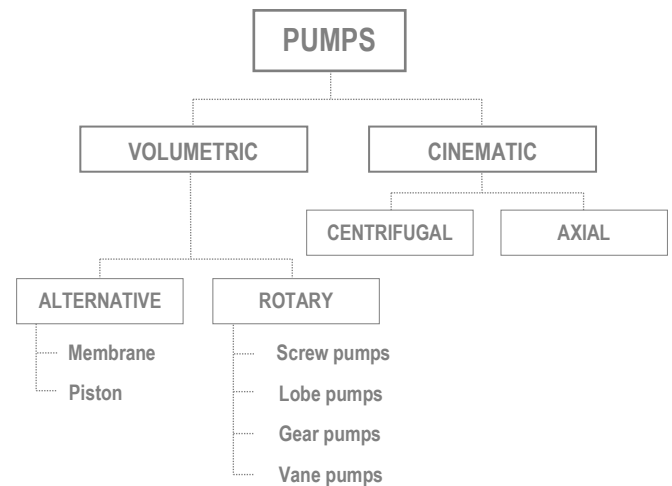 PUMPS
VOLUMETRIC
CINEMATIC
CENTRIFUGAL
AXIAL
ALTERNATIVE
ROTARY
Membrane
Piston
Screw pumps
Lobe pumps
Gear pumps
Vane pumps